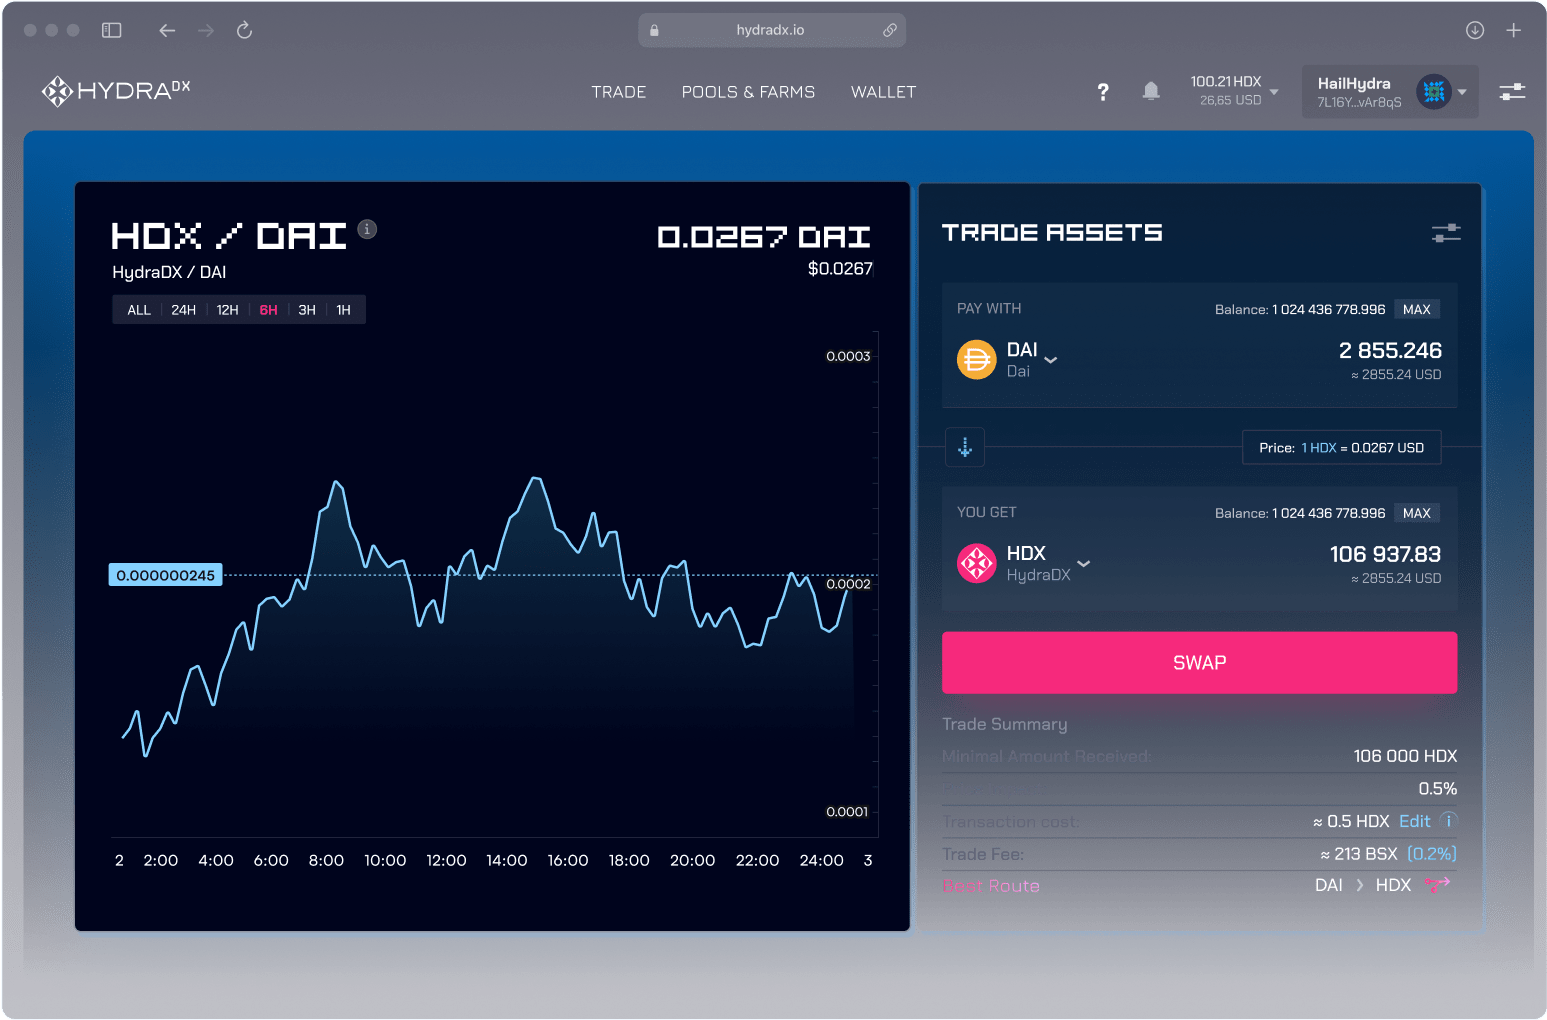 hydradx.io
HYDRADX
TRADE POOLS & FARMS WALLET
?
100.21 HDX
26,65 USD
HailHydra
7L16Y...vAr8qS
HDX / DAI i
HydraDX / DAI
0.0267 DAI
$0.0267
ALL 24H 12H 6H 3H 1H
0.0003
0.000000245
0.0002
0.0001
2 2:00 4:00 6:00 8:00 10:00 12:00 14:00 16:00 18:00 20:00 22:00 24:00 3
TRADE ASSETS
PAY WITH
Balance: 1 024 436 778.996 MAX
DAI
Dai
2 855.246
≈ 2855.24 USD
Price: 1 HDX = 0.0267 USD
YOU GET
Balance: 1 024 436 778.996 MAX
HDX
HydraDX
106 937.83
≈ 2855.24 USD
SWAP
Trade Summary
Minimal Amount Received: 106 000 HDX
0.5%
Transaction cost: ≈ 0.5 HDX Edit i
Trade Fee: ≈ 213 BSX (0.2%)
Best Route DAI > HDX